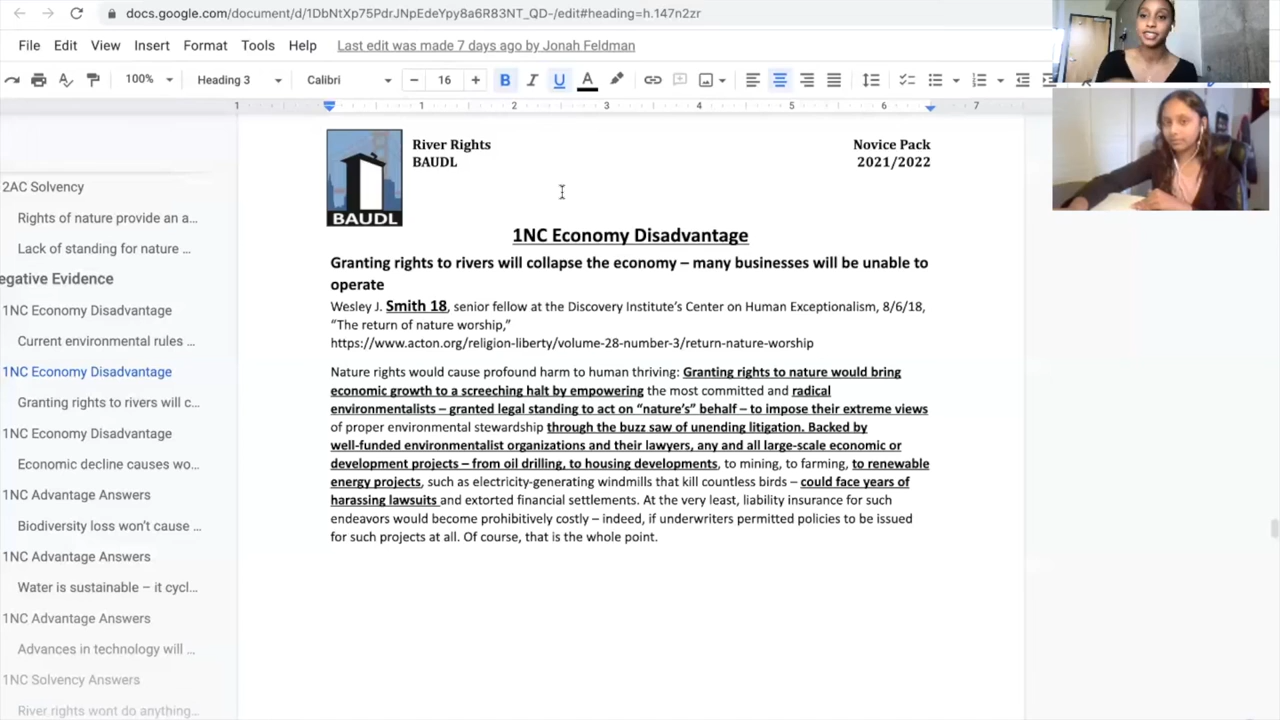 docs.google.com/document/d/1DbNtXp75PdrJNpEdeYpy8a6R83NT_QD-/edit#heading=h.147n2zr
File Edit View Insert Format Tools Help Last edit was made 7 days ago by Jonah Feldman
100% Heading 3 Calibri 16 B I U A
1 1 2 3 4 5 6 7
2AC Solvency
Rights of nature provide an a...
Lack of standing for nature ...
egative Evidence
1NC Economy Disadvantage
Current environmental rules ...
1NC Economy Disadvantage
Granting rights to rivers will c...
1NC Economy Disadvantage
Economic decline causes wo...
1NC Advantage Answers
Biodiversity loss won't cause ...
1NC Advantage Answers
Water is sustainable – it cycl...
1NC Advantage Answers
Advances in technology will ...
1NC Solvency Answers
River rights wont do anything...
BAUDL
River Rights
BAUDL
Novice Pack
2021/2022
1NC Economy Disadvantage
Granting rights to rivers will collapse the economy – many businesses will be unable to
operate
Wesley J. Smith 18, senior fellow at the Discovery Institute's Center on Human Exceptionalism, 8/6/18,
“The return of nature worship,”
https://www.acton.org/religion-liberty/volume-28-number-3/return-nature-worship
Nature rights would cause profound harm to human thriving: Granting rights to nature would bring
economic growth to a screeching halt by empowering the most committed and radical
environmentalists – granted legal standing to act on “nature’s” behalf – to impose their extreme views
of proper environmental stewardship through the buzz saw of unending litigation. Backed by
well-funded environmentalist organizations and their lawyers, any and all large-scale economic or
development projects – from oil drilling, to housing developments, to mining, to farming, to renewable
energy projects, such as electricity-generating windmills that kill countless birds – could face years of
harassing lawsuits and extorted financial settlements. At the very least, liability insurance for such
endeavors would become prohibitively costly – indeed, if underwriters permitted policies to be issued
for such projects at all. Of course, that is the whole point.